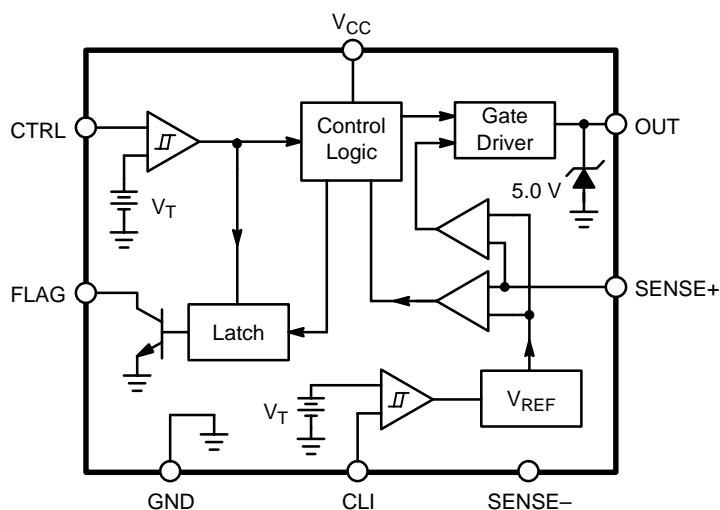 VCC
CTRL
Control
Logic
Gate
Driver
OUT
5.0 V
VT
FLAG
SENSE+
Latch
VT
VREF
GND
CLI
SENSE–